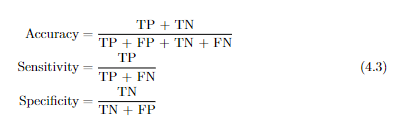 Accuracy = (TP + TN) / (TP + FP + TN + FN)
Sensitivity = TP / (TP + FN) (4.3)
Specificity = TN / (TN + FP)